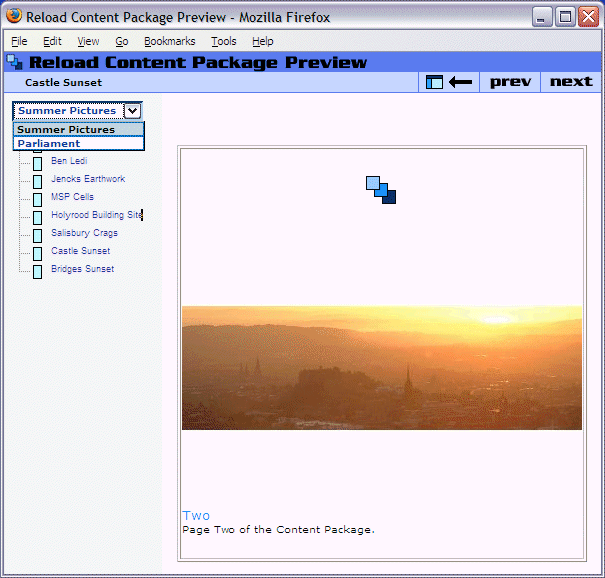 Reload Content Package Preview - Mozilla Firefox
File Edit View Go Bookmarks Tools Help
Reload Content Package Preview
Castle Sunset prev next
Summer Pictures
Summer Pictures
Parliament
Ben Ledi
Jencks Earthwork
MSP Cells
Holyrood Building Site
Salisbury Crags
Castle Sunset
Bridges Sunset
Two
Page Two of the Content Package.